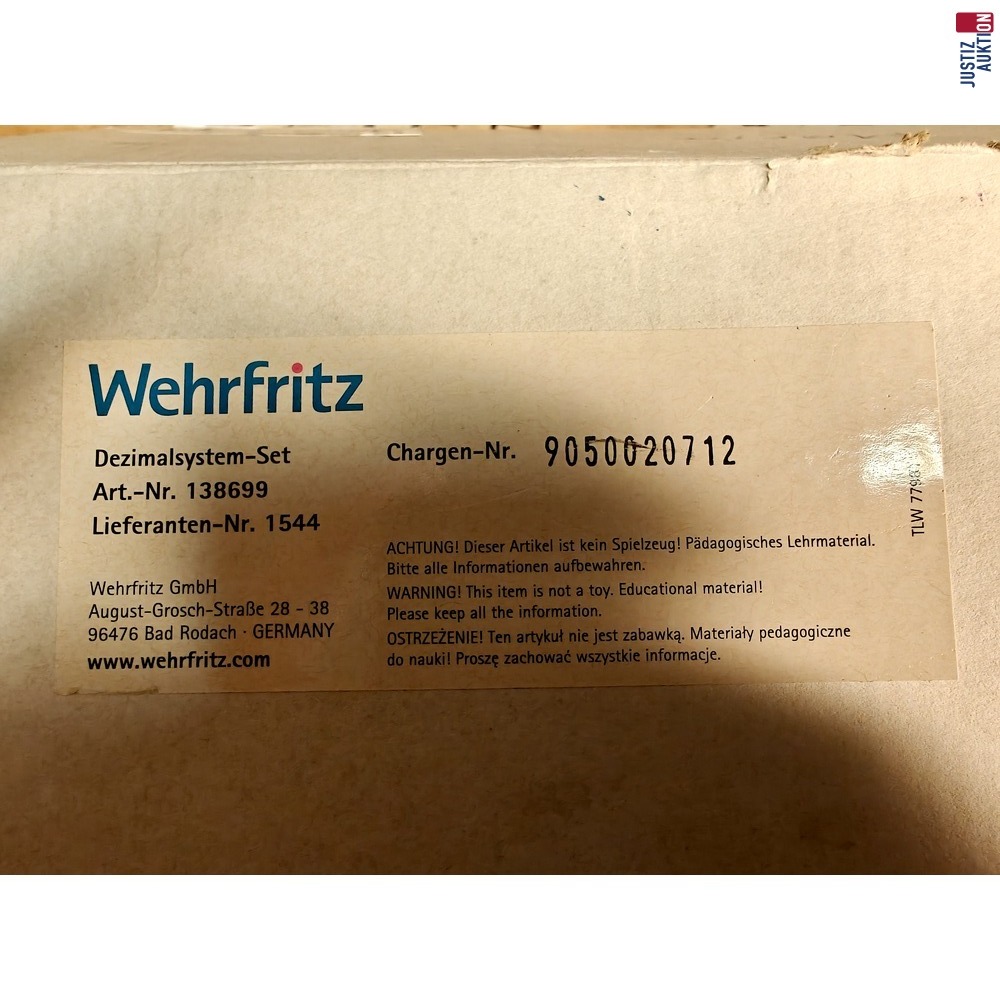 JUSTIZ
AUKTION
Wehrfritz
Dezimalsystem-Set
Art.-Nr. 138699
Lieferanten-Nr. 1544
Wehrfritz GmbH
August-Grosch-Straße 28 - 38
96476 Bad Rodach · GERMANY
www.wehrfritz.com
Chargen-Nr. 9050020712
ACHTUNG! Dieser Artikel ist kein Spielzeug! Pädagogisches Lehrmaterial.
Bitte alle Informationen aufbewahren.
WARNING! This item is not a toy. Educational material!
Please keep all the information.
OSTRZEŻENIE! Ten artykuł nie jest zabawką. Materiały pedagogiczne
do nauki! Proszę zachować wszystkie informacje.
TLW